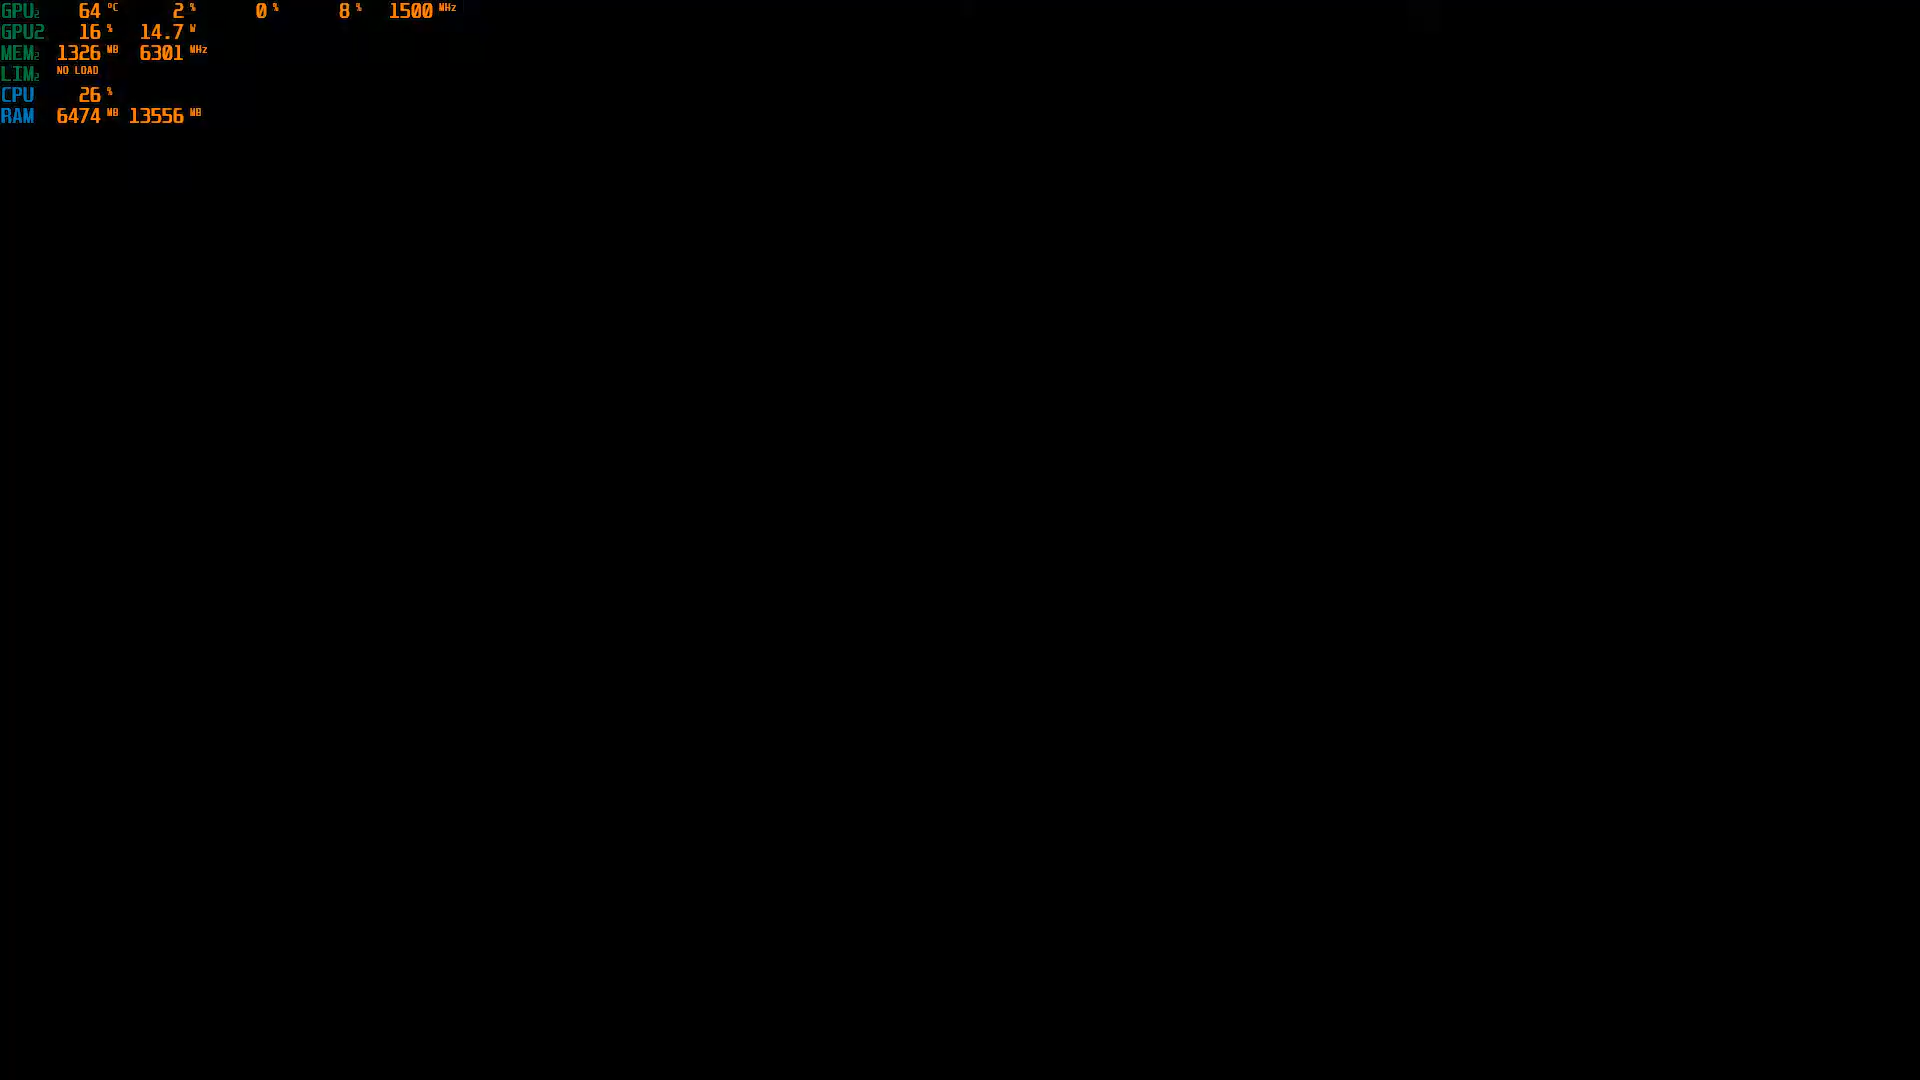 GPU2 64 °C 2 % 0 % 8 % 1500 MHz
GPU2 16 % 14.7 W
MEM2 1326 MB 6301 MHz
LIM2 NO LOAD
CPU 26 %
RAM 6474 MB 13556 MB